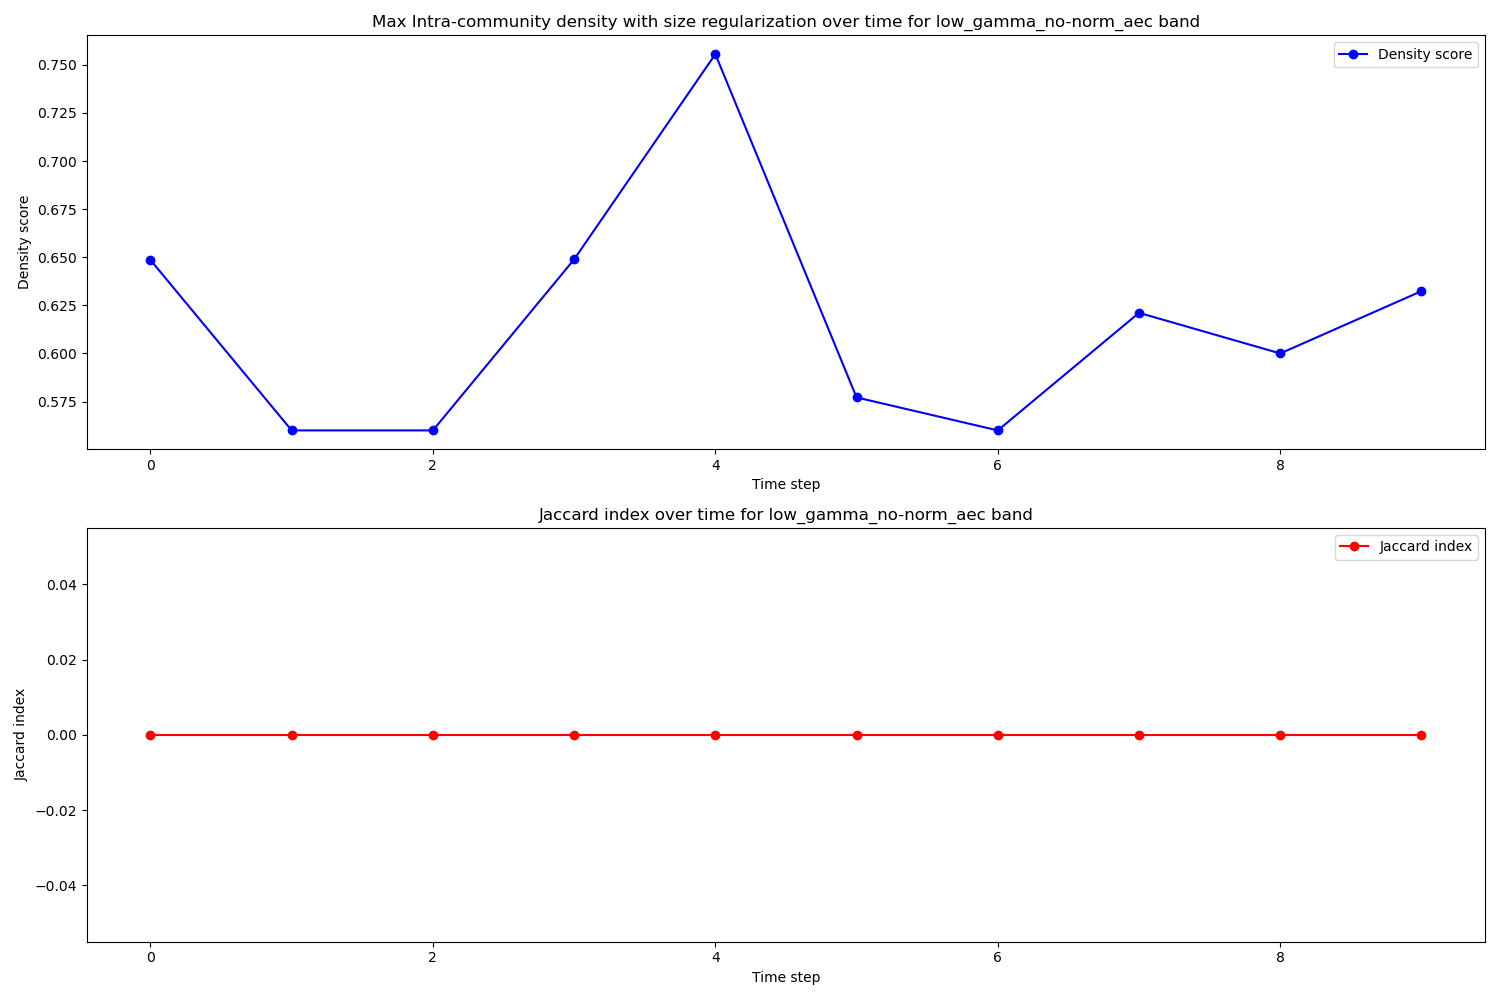 Max Intra-community density with size regularization over time for low_gamma_no-norm_aec band
Density score
0.750
0.725
0.700
0.675
0.650
0.625
0.600
0.575
Density score
0 2 4 6 8
Time step
Jaccard index over time for low_gamma_no-norm_aec band
Jaccard index
0.04
0.02
0.00
−0.02
−0.04
Jaccard index
0 2 4 6 8
Time step